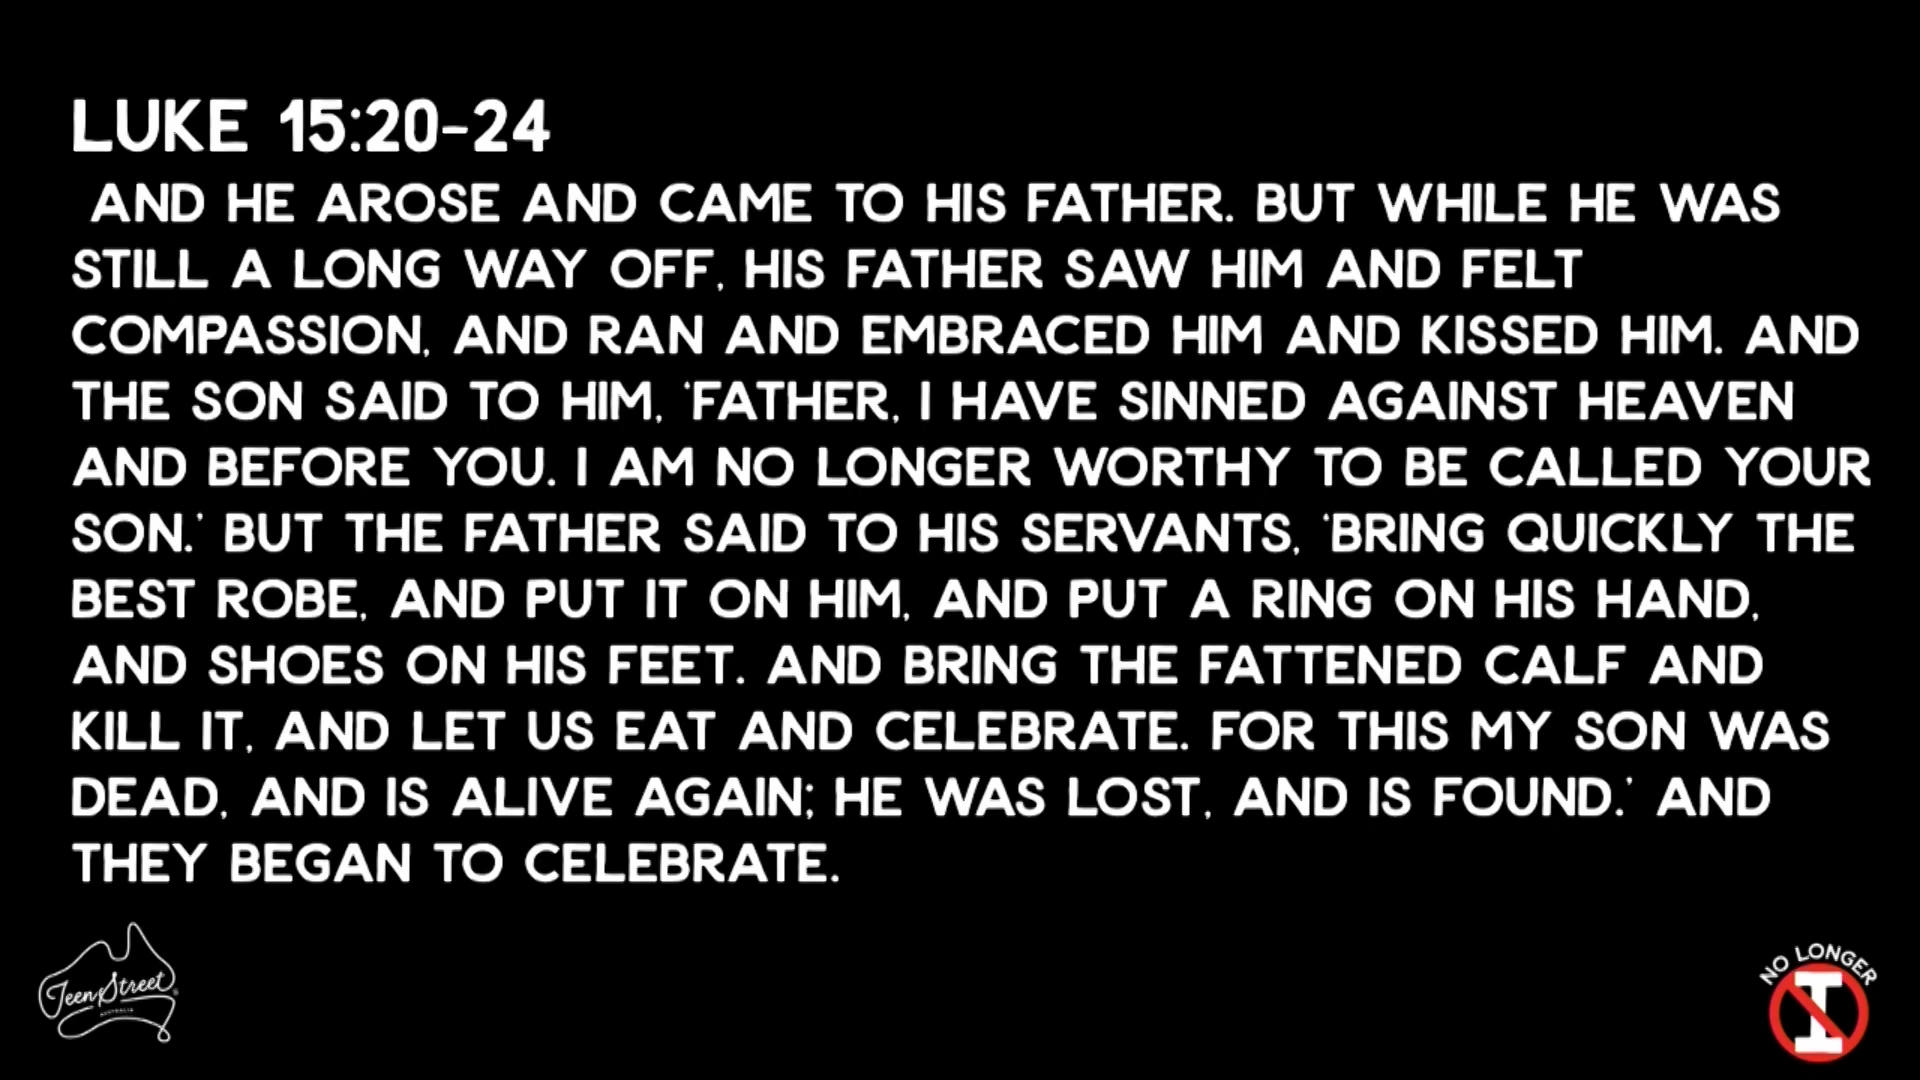 LUKE 15:20-24
AND HE AROSE AND CAME TO HIS FATHER. BUT WHILE HE WAS
STILL A LONG WAY OFF, HIS FATHER SAW HIM AND FELT
COMPASSION, AND RAN AND EMBRACED HIM AND KISSED HIM. AND
THE SON SAID TO HIM, ‘FATHER, I HAVE SINNED AGAINST HEAVEN
AND BEFORE YOU. I AM NO LONGER WORTHY TO BE CALLED YOUR
SON.’ BUT THE FATHER SAID TO HIS SERVANTS, ‘BRING QUICKLY THE
BEST ROBE, AND PUT IT ON HIM, AND PUT A RING ON HIS HAND,
AND SHOES ON HIS FEET. AND BRING THE FATTENED CALF AND
KILL IT, AND LET US EAT AND CELEBRATE. FOR THIS MY SON WAS
DEAD, AND IS ALIVE AGAIN; HE WAS LOST, AND IS FOUND.’ AND
THEY BEGAN TO CELEBRATE.
TeenStreet
AUSTRALIA
NO LONGER
I